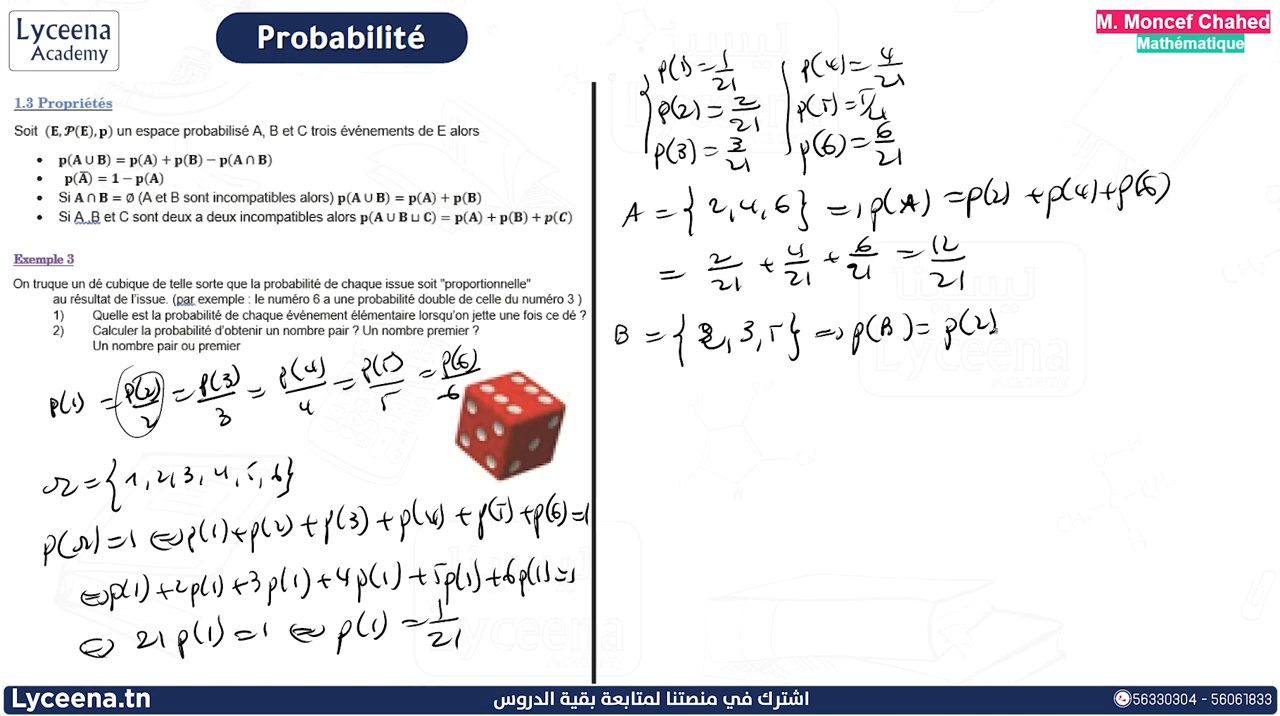 Lyceena
Academy
Probabilité
M. Moncef Chahed
Mathématique
1.3 Propriétés
Soit (E, 𝒫(E), p) un espace probabilisé A, B et C trois événements de E alors
• p(A ∪ B) = p(A) + p(B) − p(A ∩ B)
• p(A̅) = 1 − p(A)
• Si A ∩ B = ∅ (A et B sont incompatibles alors) p(A ∪ B) = p(A) + p(B)
• Si A ,B et C sont deux a deux incompatibles alors p(A ∪ B ⊔ C) = p(A) + p(B) + p(C)
Exemple 3
On truque un dé cubique de telle sorte que la probabilité de chaque issue soit "proportionnelle"
au résultat de l'issue. (par exemple : le numéro 6 a une probabilité double de celle du numéro 3 )
1) Quelle est la probabilité de chaque événement élémentaire lorsqu'on jette une fois ce dé ?
2) Calculer la probabilité d'obtenir un nombre pair ? Un nombre premier ?
Un nombre pair ou premier
p(1) = p(2)/2 = p(3)/3 = p(4)/4 = p(5)/5 = p(6)/6
Ω = {1, 2, 3, 4, 5, 6}
p(Ω) = 1 ⇔ p(1) + p(2) + p(3) + p(4) + p(5) + p(6) = 1
⇔ p(1) + 2p(1) + 3p(1) + 4p(1) + 5p(1) + 6p(1) = 1
⇔ 21 p(1) = 1 ⇔ p(1) = 1/21
p(1) = 1/21
p(2) = 2/21
p(3) = 3/21
p(4) = 4/21
p(5) = 5/21
p(6) = 6/21
A = {2, 4, 6} ⇒ p(A) = p(2) + p(4) + p(6)
= 2/21 + 4/21 + 6/21 = 12/21
B = {2, 3, 5} ⇒ p(B) = p(2)
Lyceena.tn
اشترك في منصتنا لمتابعة بقية الدروس
56330304 - 56061833